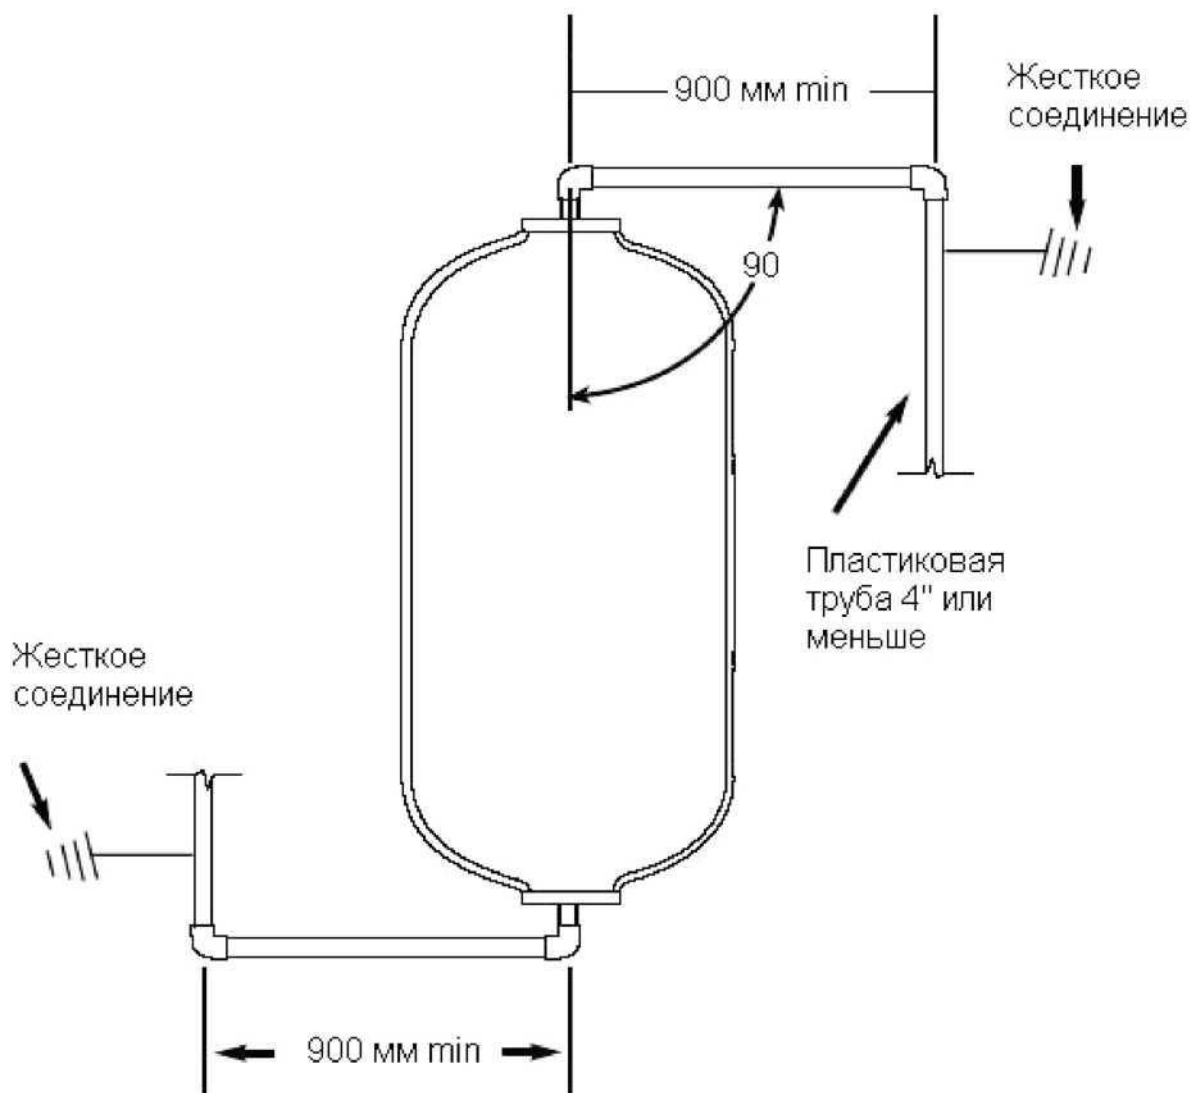 900 мм min
Жесткое
соединение
90
Пластиковая
труба 4" или
меньше
Жесткое
соединение
900 мм min